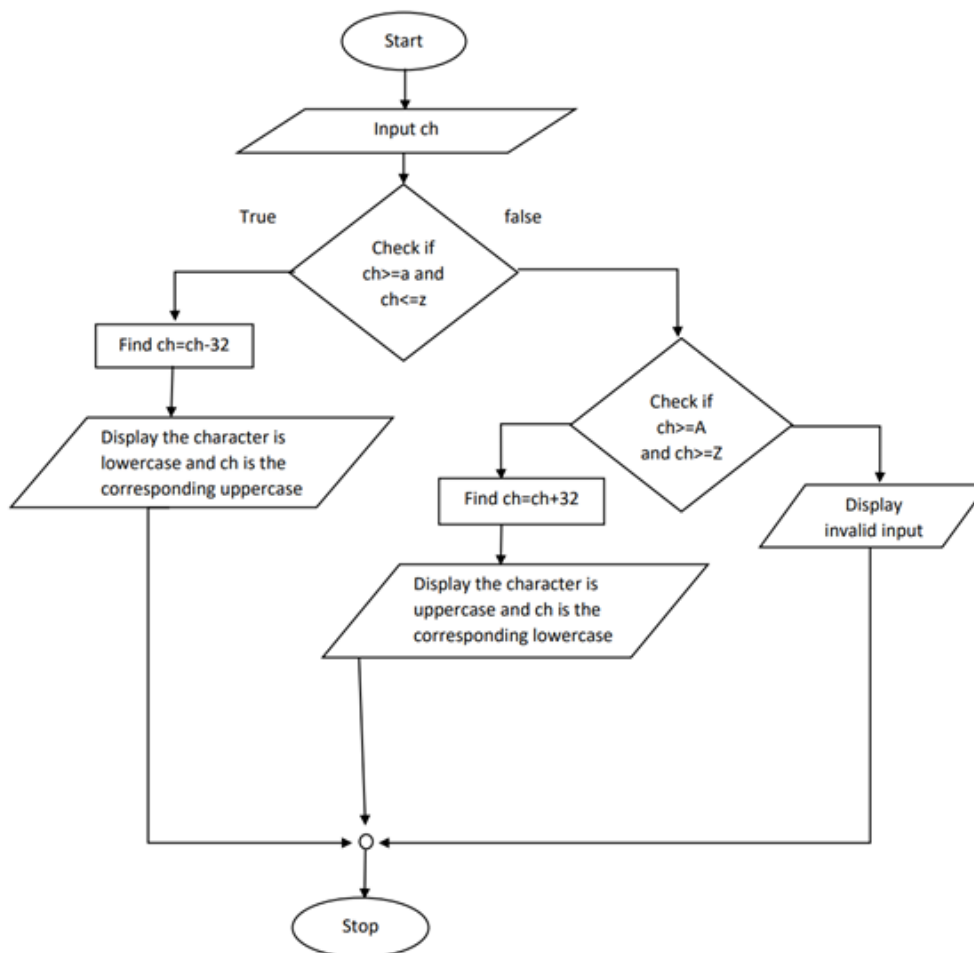 Start
Input ch
True
false
Check if
ch>=a and
ch<=z
Find ch=ch-32
Display the character is
lowercase and ch is the
corresponding uppercase
Check if
ch>=A
and ch>=Z
Find ch=ch+32
Display
invalid input
Display the character is
uppercase and ch is the
corresponding lowercase
Stop